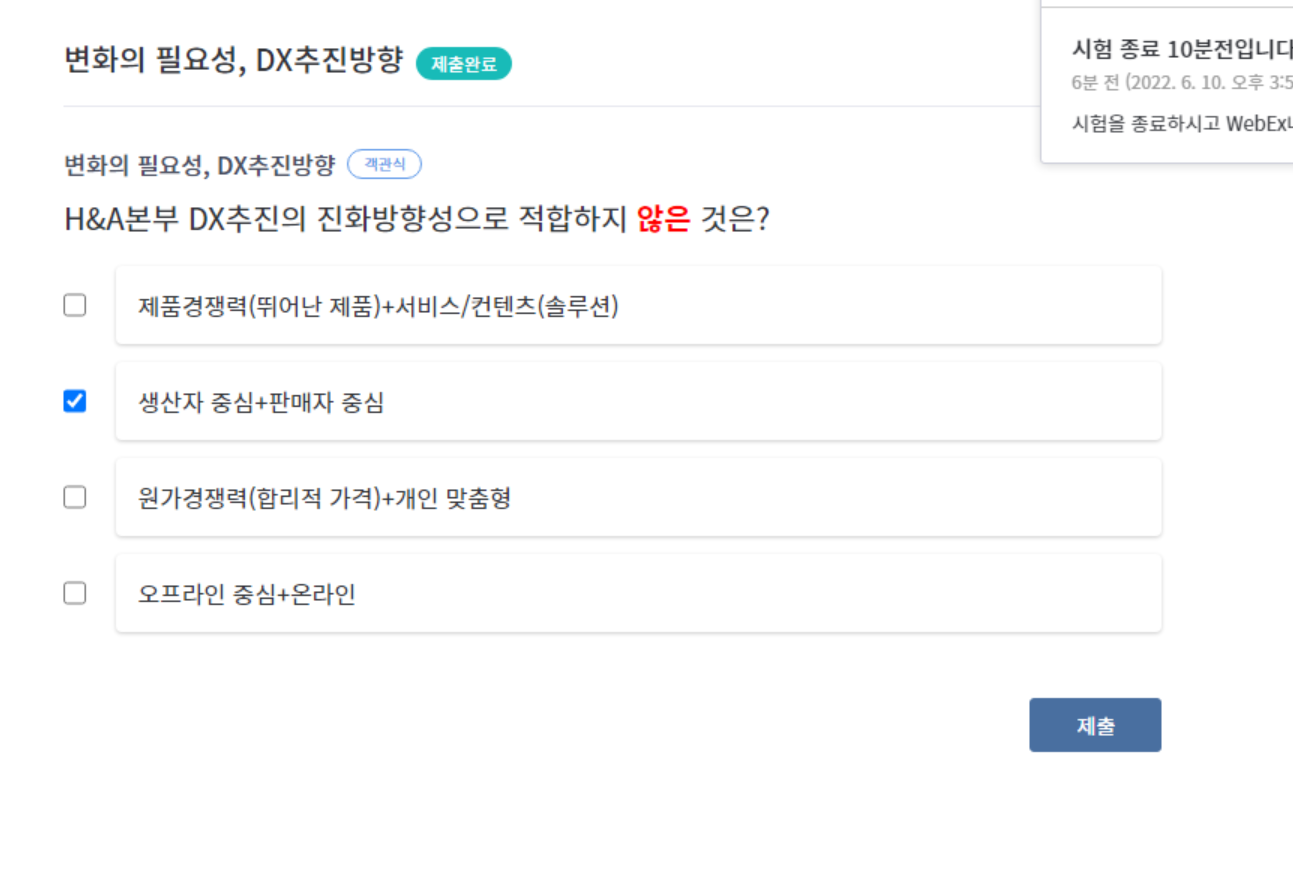 변화의 필요성, DX추진방향 제출완료
시험 종료 10분전입니다
6분 전 (2022. 6. 10. 오후 3:5
시험을 종료하시고 WebEx
변화의 필요성, DX추진방향 객관식
H&A본부 DX추진의 진화방향성으로 적합하지 않은 것은?
제품경쟁력(뛰어난 제품)+서비스/컨텐츠(솔루션)
생산자 중심+판매자 중심
원가경쟁력(합리적 가격)+개인 맞춤형
오프라인 중심+온라인
제출